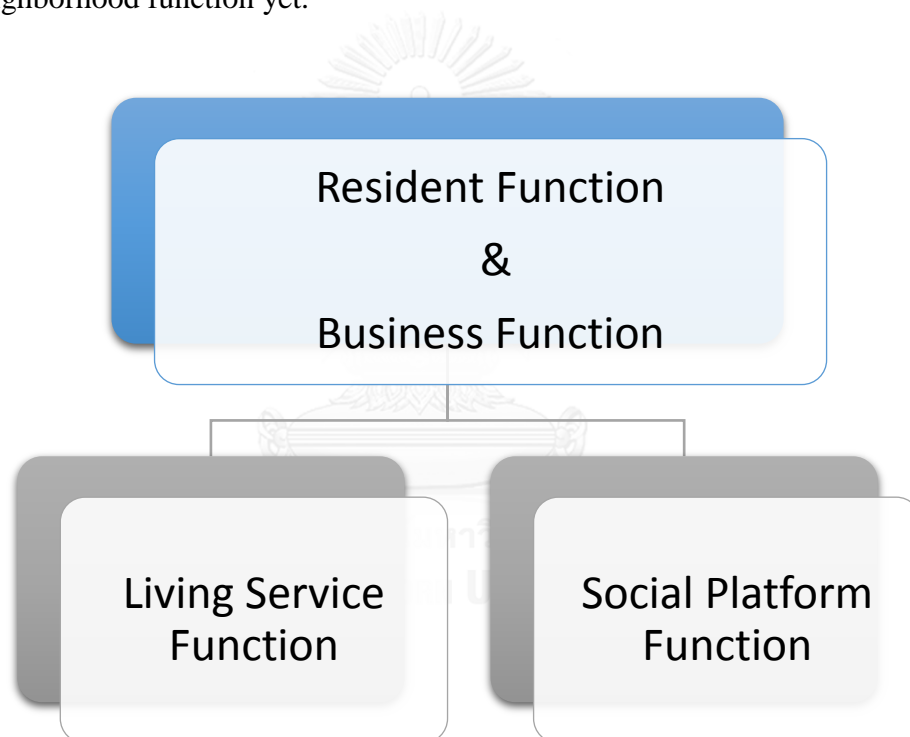 ghborhood function yet.
Resident Function
&
Business Function
Living Service
Function
Social Platform
Function